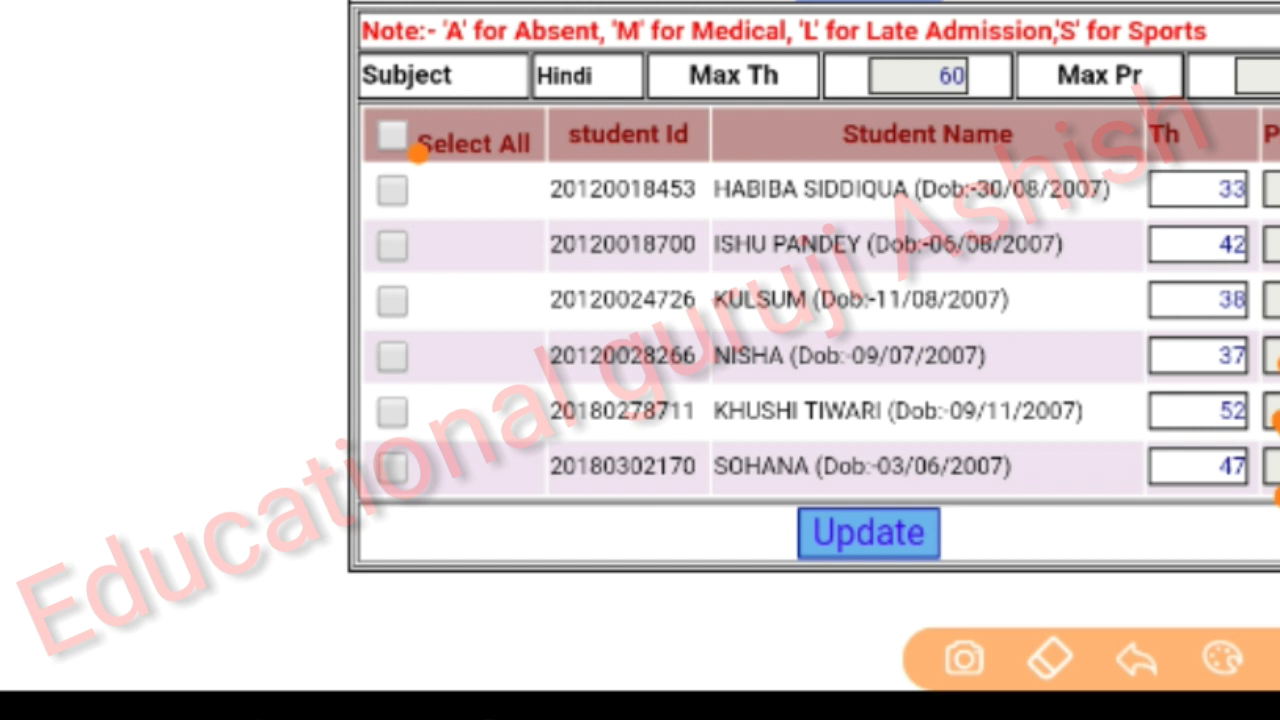 Note:- 'A' for Absent, 'M' for Medical, 'L' for Late Admission,'S' for Sports
Subject Hindi Max Th 60 Max Pr
Select All student Id Student Name Th P
20120018453 HABIBA SIDDIQUA (Dob:-30/08/2007) 33
20120018700 ISHU PANDEY (Dob:-06/08/2007) 42
20120024726 KULSUM (Dob:-11/08/2007) 38
20120028266 NISHA (Dob:-09/07/2007) 37
20180278711 KHUSHI TIWARI (Dob:-09/11/2007) 52
20180302170 SOHANA (Dob:-03/06/2007) 47
Update
Educational guruji Ashish